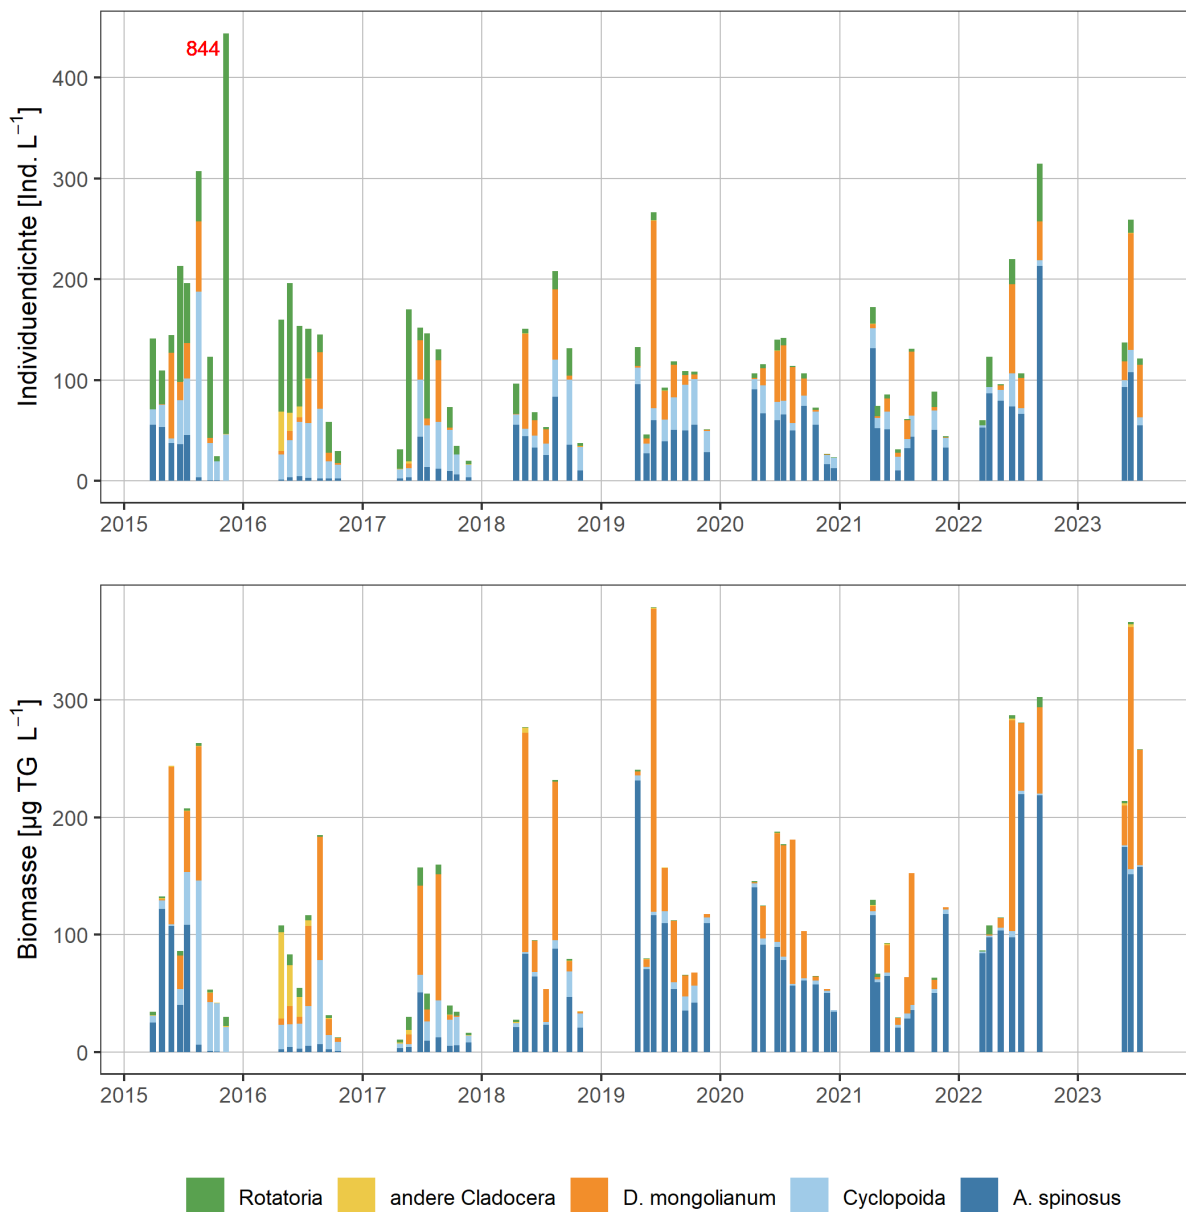 844
Individuendichte [Ind. L⁻¹]
400
300
200
100
0
2015 2016 2017 2018 2019 2020 2021 2022 2023
Biomasse [µg TG L⁻¹]
300
200
100
0
2015 2016 2017 2018 2019 2020 2021 2022 2023
Rotatoria andere Cladocera D. mongolianum Cyclopoida A. spinosus